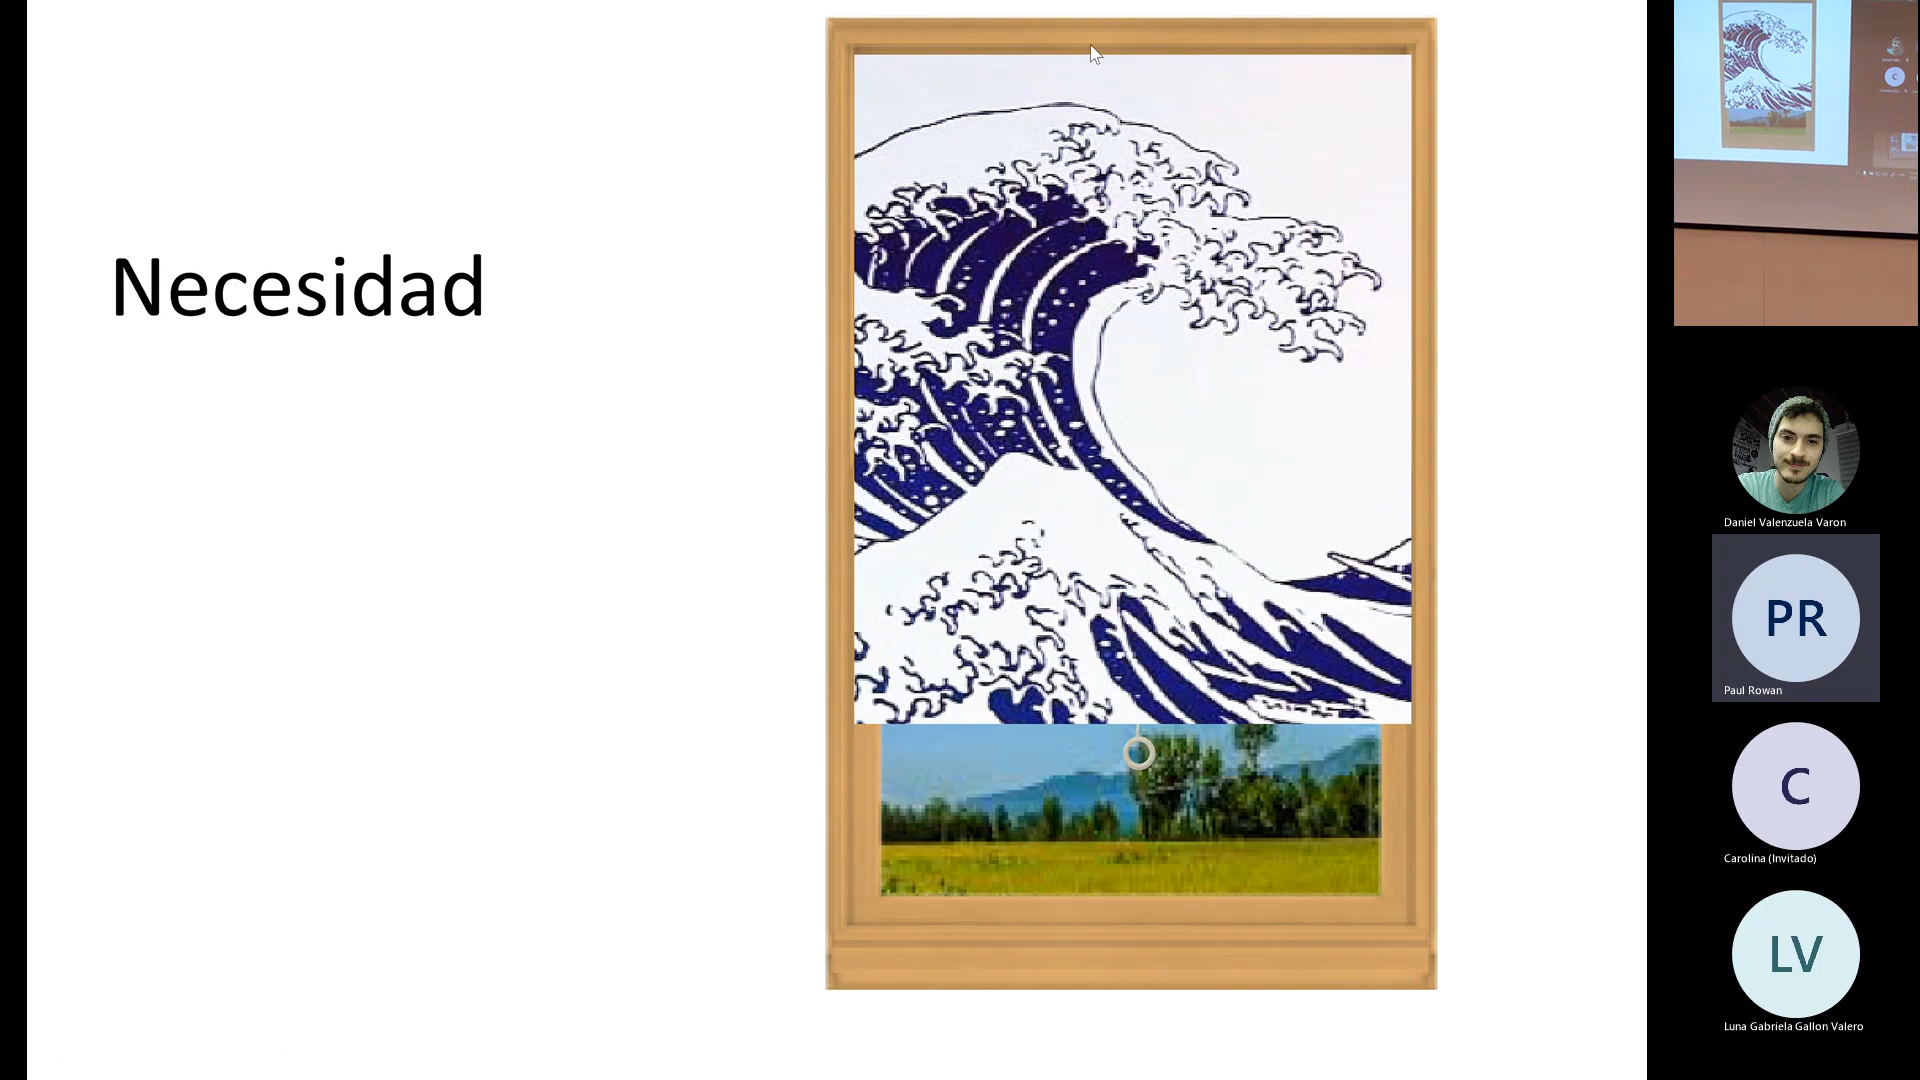 Necesidad
Daniel Valenzuela Varon
PR
Paul Rowan
C
Carolina (Invitado)
LV
Luna Gabriela Gallon Valero